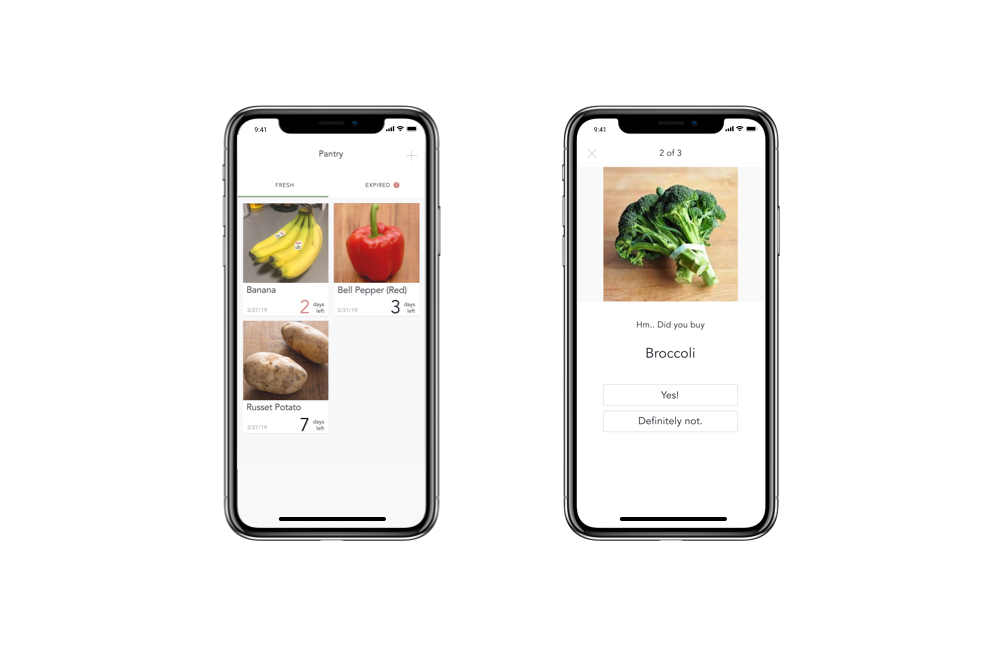 9:41
Pantry
FRESH
EXPIRED 2
Banana
3/27/19
2 days left
Bell Pepper (Red)
3/31/19
3 days left
Russet Potato
3/27/19
7 days left
9:41
2 of 3
Hm.. Did you buy
Broccoli
Yes!
Definitely not.